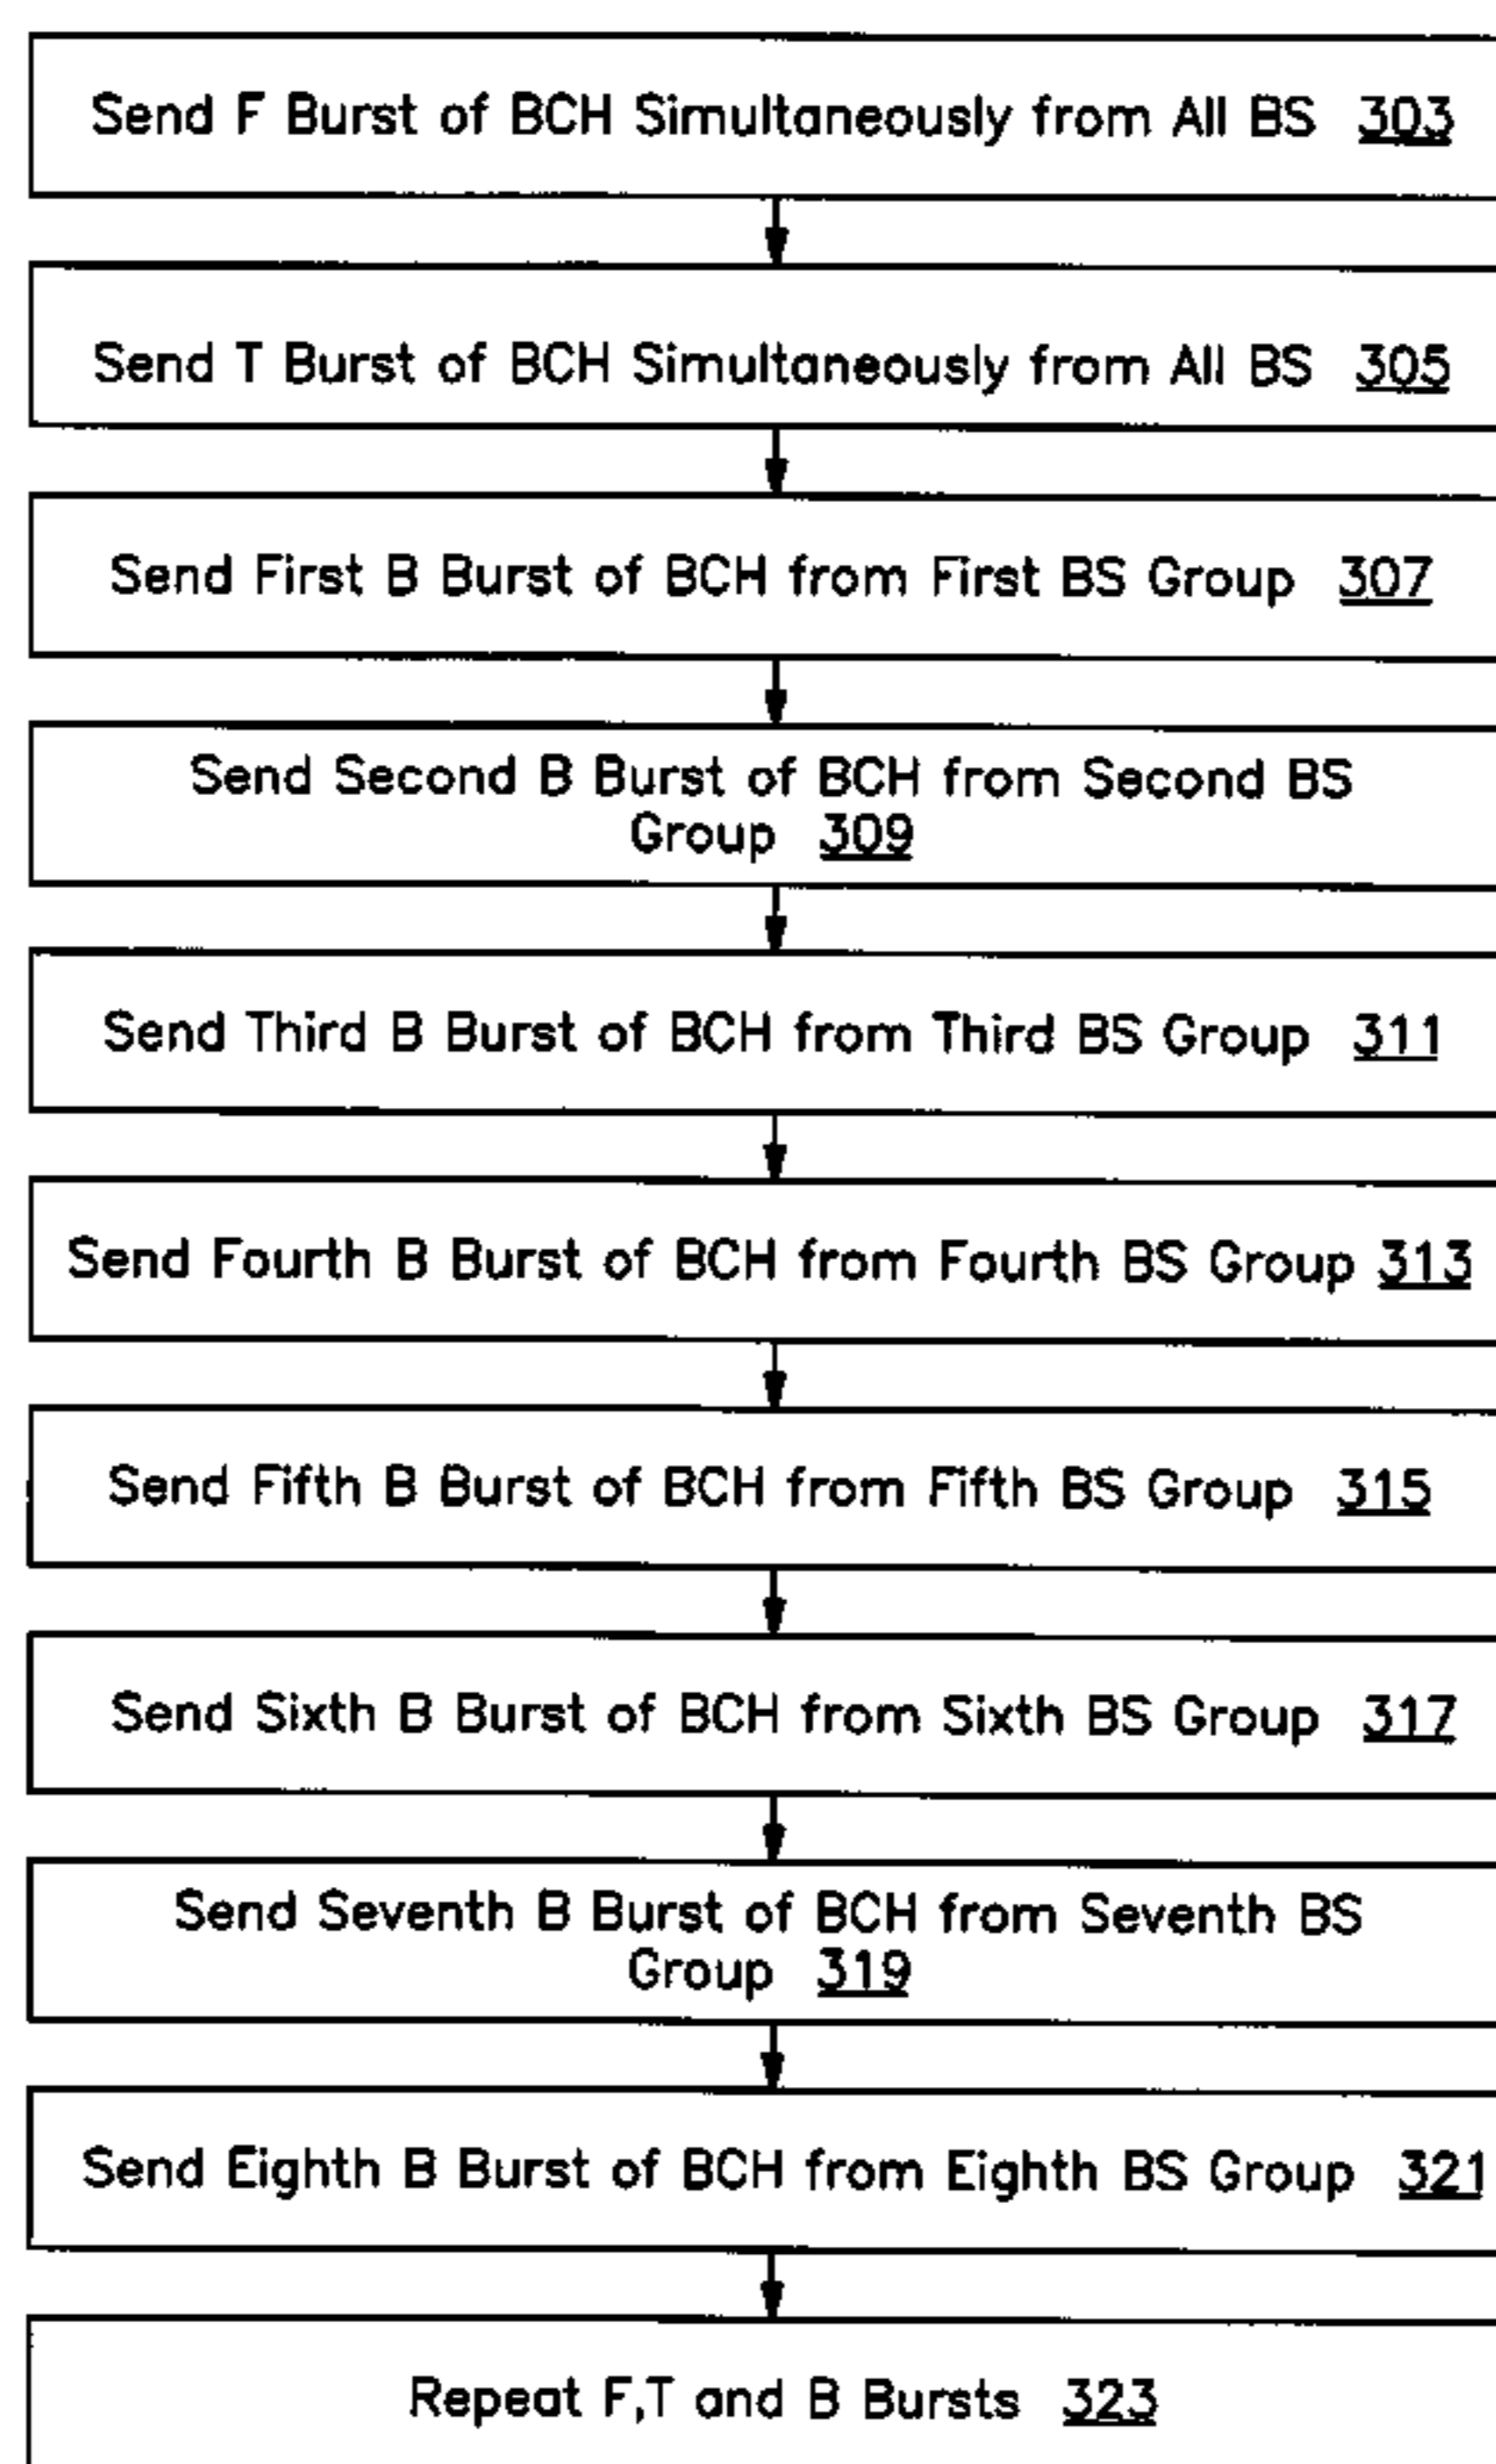 Send F Burst of BCH Simultaneously from All BS 303
Send T Burst of BCH Simultaneously from All BS 305
Send First B Burst of BCH from First BS Group 307
Send Second B Burst of BCH from Second BS
Group 309
Send Third B Burst of BCH from Third BS Group 311
Send Fourth B Burst of BCH from Fourth BS Group 313
Send Fifth B Burst of BCH from Fifth BS Group 315
Send Sixth B Burst of BCH from Sixth BS Group 317
Send Seventh B Burst of BCH from Seventh BS
Group 319
Send Eighth B Burst of BCH from Eighth BS Group 321
Repeat F,T and B Bursts 323